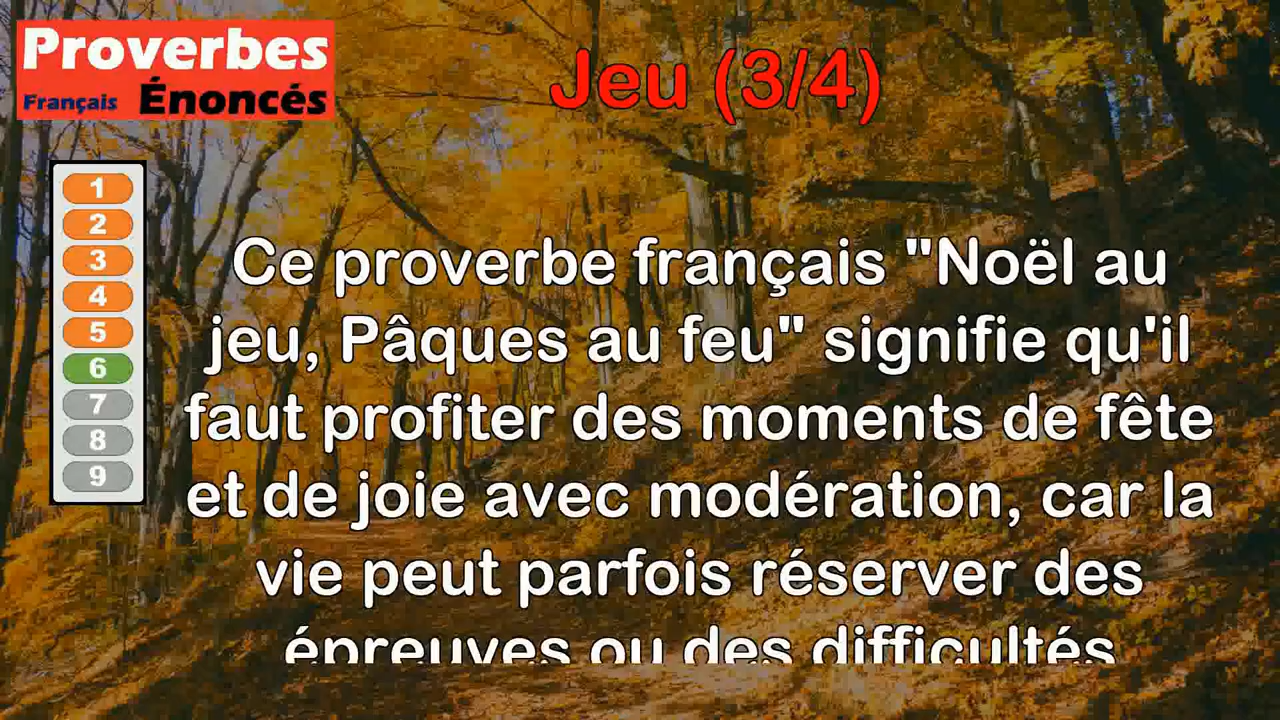 Proverbes
Français Énoncés
Jeu (3/4)
1
2
3
4
5
6
7
8
9
Ce proverbe français "Noël au
jeu, Pâques au feu" signifie qu'il
faut profiter des moments de fête
et de joie avec modération, car la
vie peut parfois réserver des
épreuves ou des difficultés